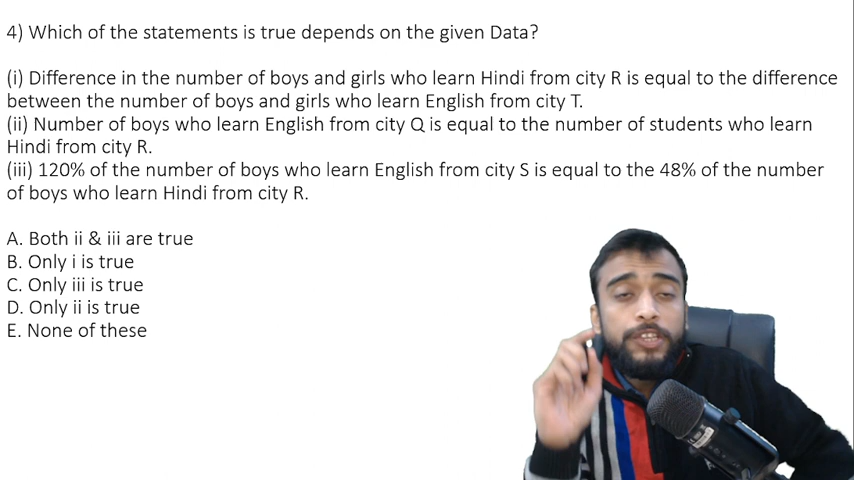 4) Which of the statements is true depends on the given Data?
(i) Difference in the number of boys and girls who learn Hindi from city R is equal to the difference
between the number of boys and girls who learn English from city T.
(ii) Number of boys who learn English from city Q is equal to the number of students who learn
Hindi from city R.
(iii) 120% of the number of boys who learn English from city S is equal to the 48% of the number
of boys who learn Hindi from city R.
A. Both ii & iii are true
B. Only i is true
C. Only iii is true
D. Only ii is true
E. None of these